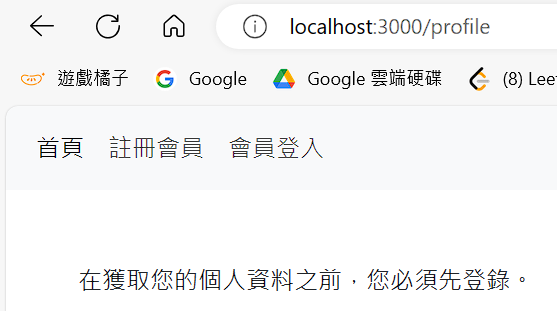 localhost:3000/profile
遊戲橘子 Google Google 雲端硬碟 (8) Lee
首頁 註冊會員 會員登入
在獲取您的個人資料之前，您必須先登錄。